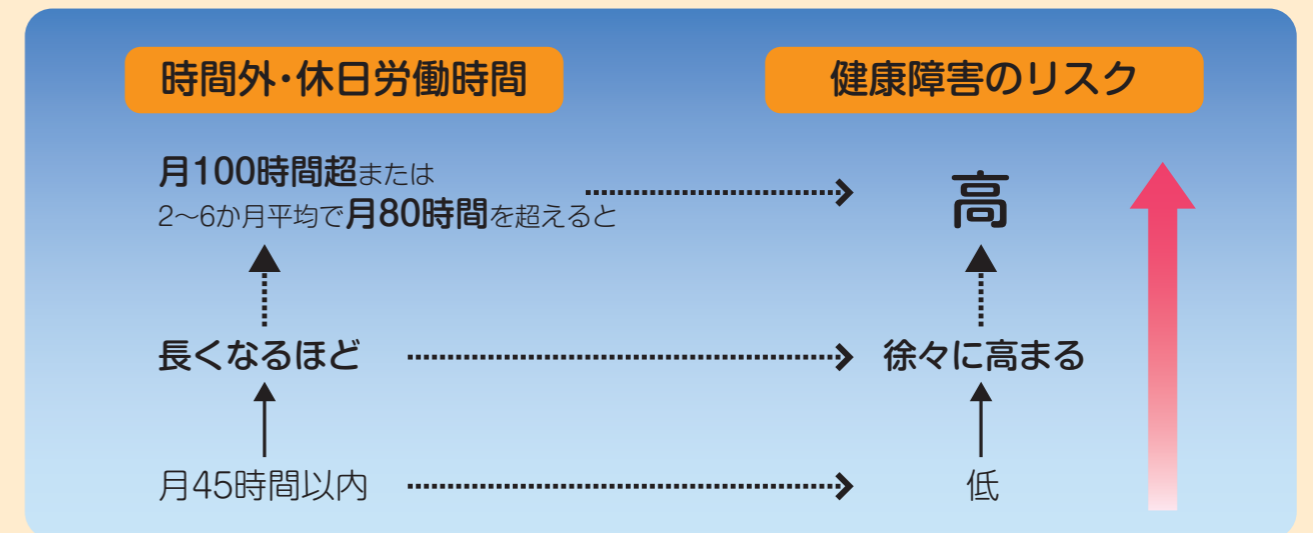 時間外・休日労働時間
健康障害のリスク
月100時間超または
2〜6か月平均で月80時間を超えると
高
長くなるほど
徐々に高まる
月45時間以内
低